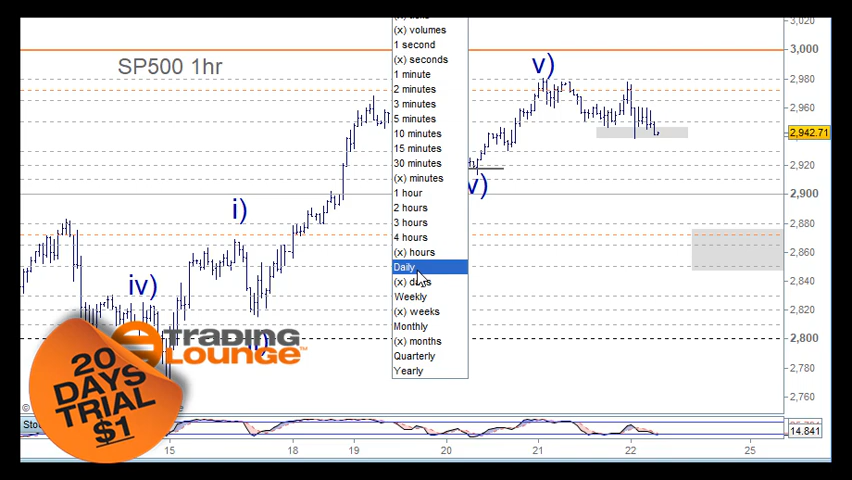 SP500 1hr
(x) volumes
1 second
(x) seconds
1 minute
2 minutes
3 minutes
5 minutes
10 minutes
15 minutes
30 minutes
(x) minutes
1 hour
2 hours
3 hours
4 hours
(x) hours
Daily
(x) days
Weekly
(x) weeks
Monthly
(x) months
Quarterly
Yearly
v)
i)
iv)
v)
3,020
3,000
2,980
2,960
2,942.71
2,920
2,900
2,880
2,860
2,840
2,820
2,800
2,780
2,760
TRADING
LOUNGE™
20
DAYS
TRIAL
$1
©
Sto
14.841
15
18
19
20
21
22
25